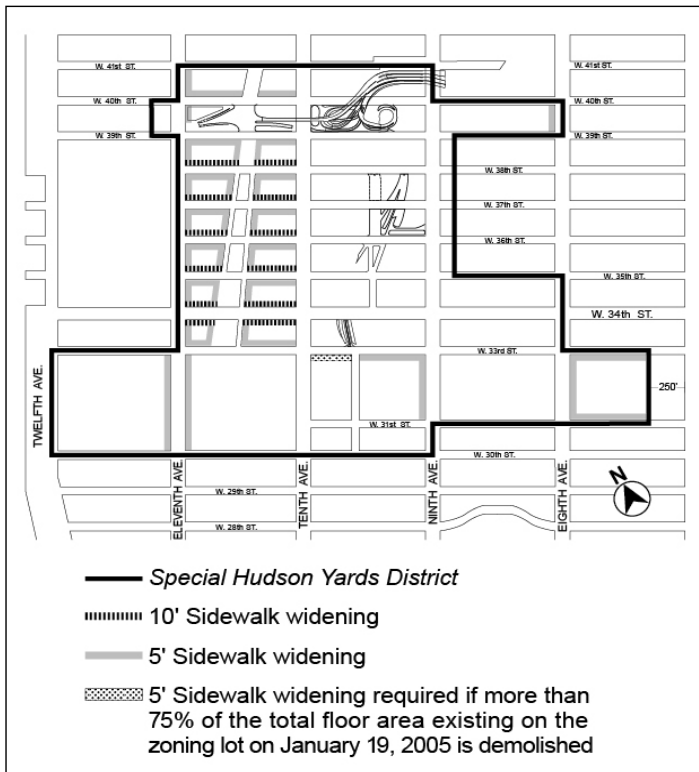 W. 41st ST.
W. 41st ST.
W. 40th ST.
W. 40th ST.
W. 39th ST.
W. 39th ST.
W. 38th ST.
W. 37th ST.
W. 36th ST.
W. 35th ST.
W. 34th ST.
W. 33rd ST.
250'
TWELFTH AVE.
W. 31st ST.
W. 30th ST.
ELEVENTH AVE.
TENTH AVE.
NINTH AVE.
EIGHTH AVE.
N
W. 29th ST.
W. 28th ST.
Special Hudson Yards District
10' Sidewalk widening
5' Sidewalk widening
5' Sidewalk widening required if more than
75% of the total floor area existing on the
zoning lot on January 19, 2005 is demolished